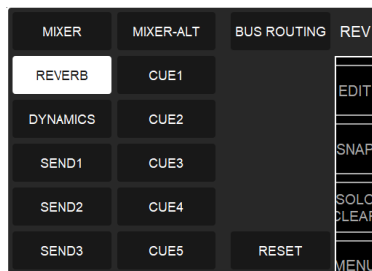 MIXER MIXER-ALT BUS ROUTING REV
REVERB CUE1
EDIT
DYNAMICS CUE2
SNAP
SEND1 CUE3
SEND2 CUE4
SOLO
CLEAR
SEND3 CUE5 RESET
MENU